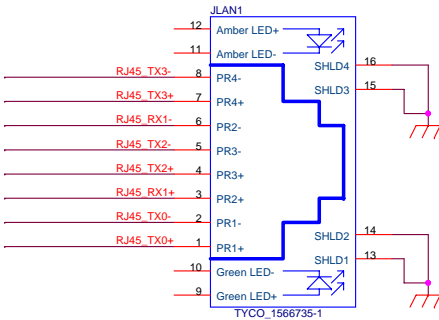 JLAN1
12 Amber LED+
11 Amber LED-
SHLD4 16
RJ45_TX3- 8 PR4-
SHLD3 15
RJ45_TX3+ 7 PR4+
RJ45_RX1- 6 PR2-
RJ45_TX2- 5 PR3-
RJ45_TX2+ 4 PR3+
RJ45_RX1+ 3 PR2+
RJ45_TX0- 2 PR1-
SHLD2 14
RJ45_TX0+ 1 PR1+
SHLD1 13
10 Green LED-
9 Green LED+
TYCO_1566735-1